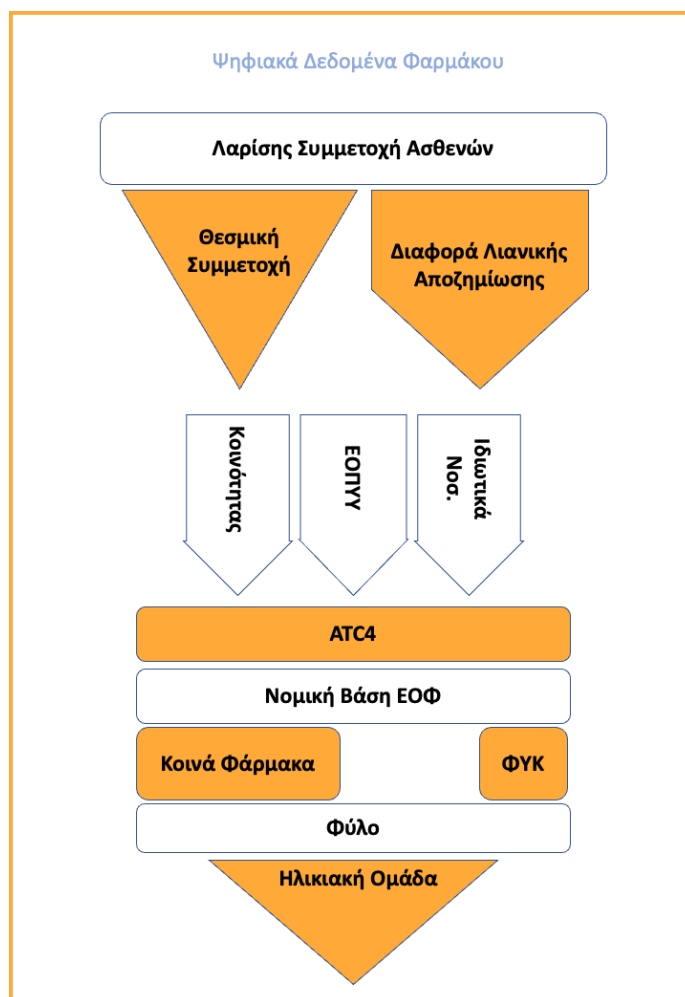 Ψηφιακά Δεδομένα Φαρμάκου
Λαρίσης Συμμετοχή Ασθενών
Θεσμική
Συμμετοχή
Διαφορά Λιανικής
Αποζημίωσης
Κοινότητας
ΕΟΠΥΥ
Ιδιωτικά
Νοσ.
ATC4
Νομική Βάση ΕΟΦ
Κοινά Φάρμακα
ΦΥΚ
Φύλο
Ηλικιακή Ομάδα